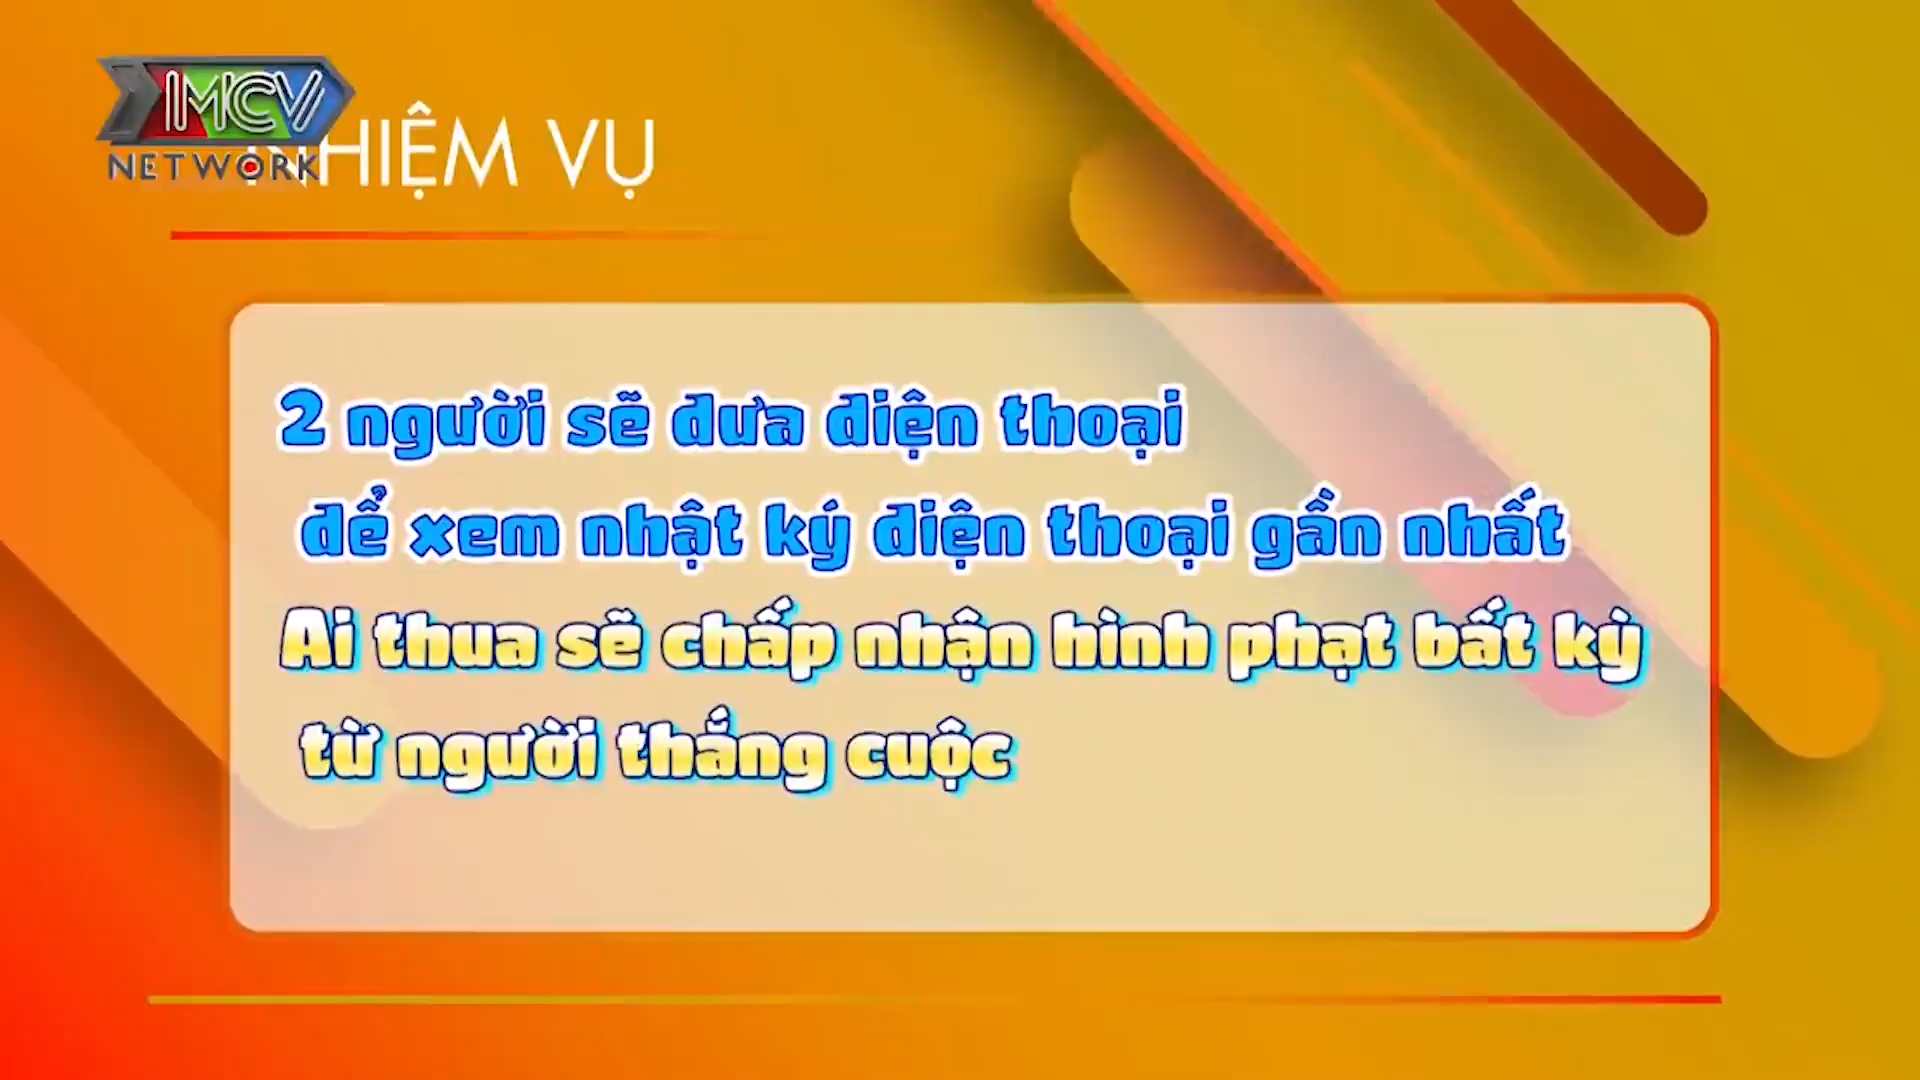 MCV
NETWORK
NHIỆM VỤ
2 người sẽ đưa điện thoại
để xem nhật ký điện thoại gần nhất
Ai thua sẽ chấp nhận hình phạt bất kỳ
từ người thắng cuộc